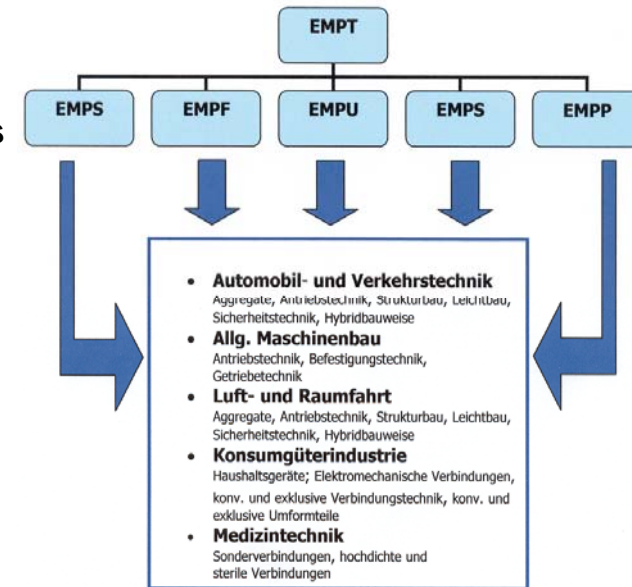 EMPT
EMPS
EMPF
EMPU
EMPS
EMPP
s
• Automobil- und Verkehrstechnik
Aggregate, Antriebstechnik, Strukturbau, Leichtbau,
Sicherheitstechnik, Hybridbauweise
• Allg. Maschinenbau
Antriebstechnik, Befestigungstechnik,
Getriebetechnik
• Luft- und Raumfahrt
Aggregate, Antriebstechnik, Strukturbau, Leichtbau,
Sicherheitstechnik, Hybridbauweise
• Konsumgüterindustrie
Haushaltsgeräte; Elektromechanische Verbindungen,
konv. und exklusive Verbindungstechnik, konv. und
exklusive Umformteile
• Medizintechnik
Sonderverbindungen, hochdichte und
sterile Verbindungen